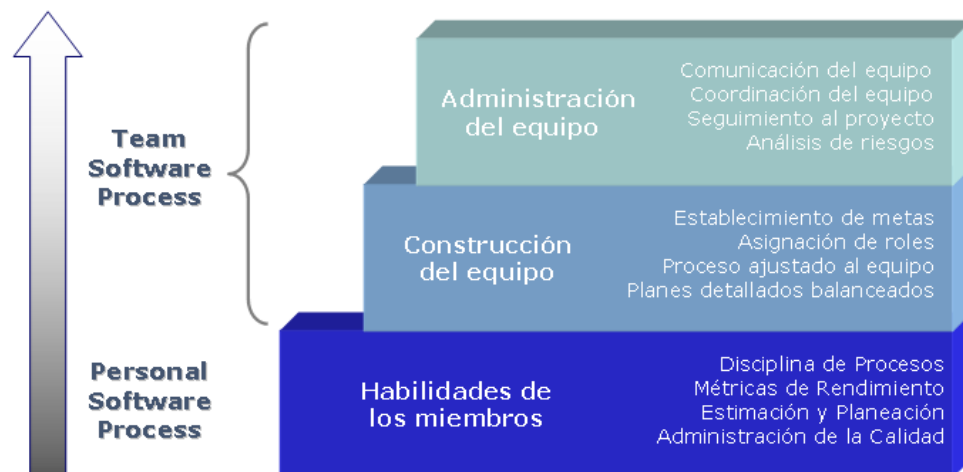 Team
Software
Process
Administración
del equipo
Comunicación del equipo
Coordinación del equipo
Seguimiento al proyecto
Análisis de riesgos
Construcción
del equipo
Establecimiento de metas
Asignación de roles
Proceso ajustado al equipo
Planes detallados balanceados
Personal
Software
Process
Habilidades de
los miembros
Disciplina de Procesos
Métricas de Rendimiento
Estimación y Planeación
Administración de la Calidad